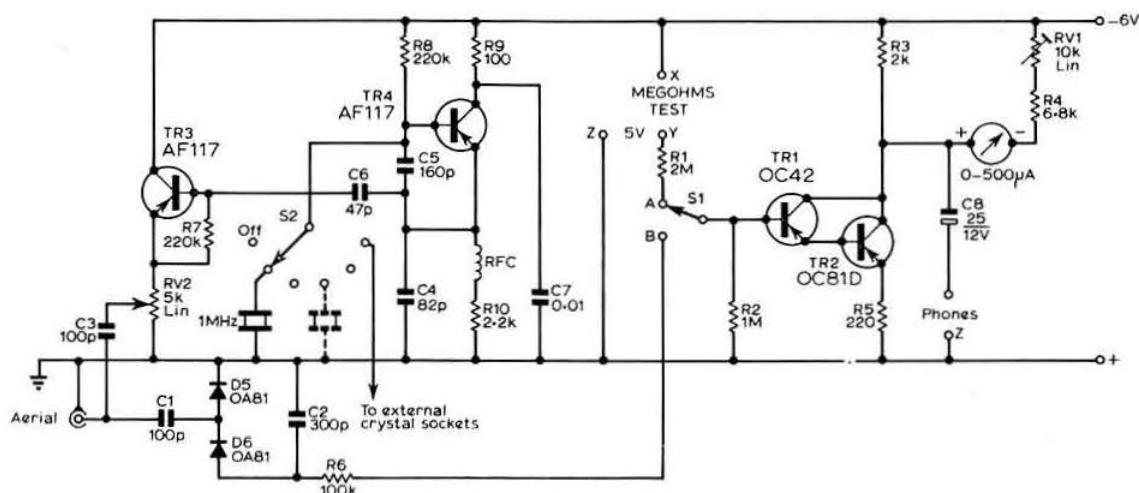 -6V
R8
220k
R9
100
R3
2k
RV1
10k
Lin
X
MEGOHMS
TEST
R4
6.8k
TR4
AF117
TR3
AF117
Z
5V
Y
+
-
0-500µA
R1
2M
TR1
OC42
C5
160p
C6
47p
A
S1
C8
25
12V
R7
220k
S2
Off
B
TR2
OC81D
RFC
RV2
5k
Lin
C4
82p
C7
0.01
R10
2.2k
R2
1M
R5
220
Phones
Z
C3
100p
1MHz
+
D5
OA81
Aerial
C1
100p
C2
300p
To external
crystal sockets
D6
OA81
R6
100k